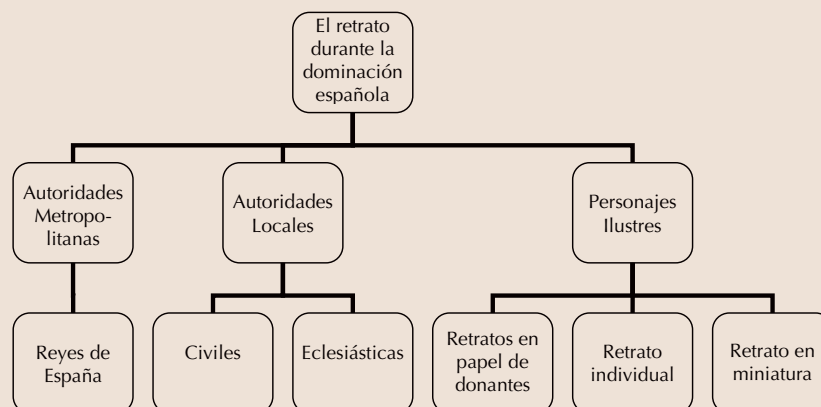 El retrato
durante la
dominación
española
Autoridades
Metropo-
litanas
Autoridades
Locales
Personajes
Ilustres
Reyes de
España
Civiles
Eclesiásticas
Retratos en
papel de
donantes
Retrato
individual
Retrato en
miniatura